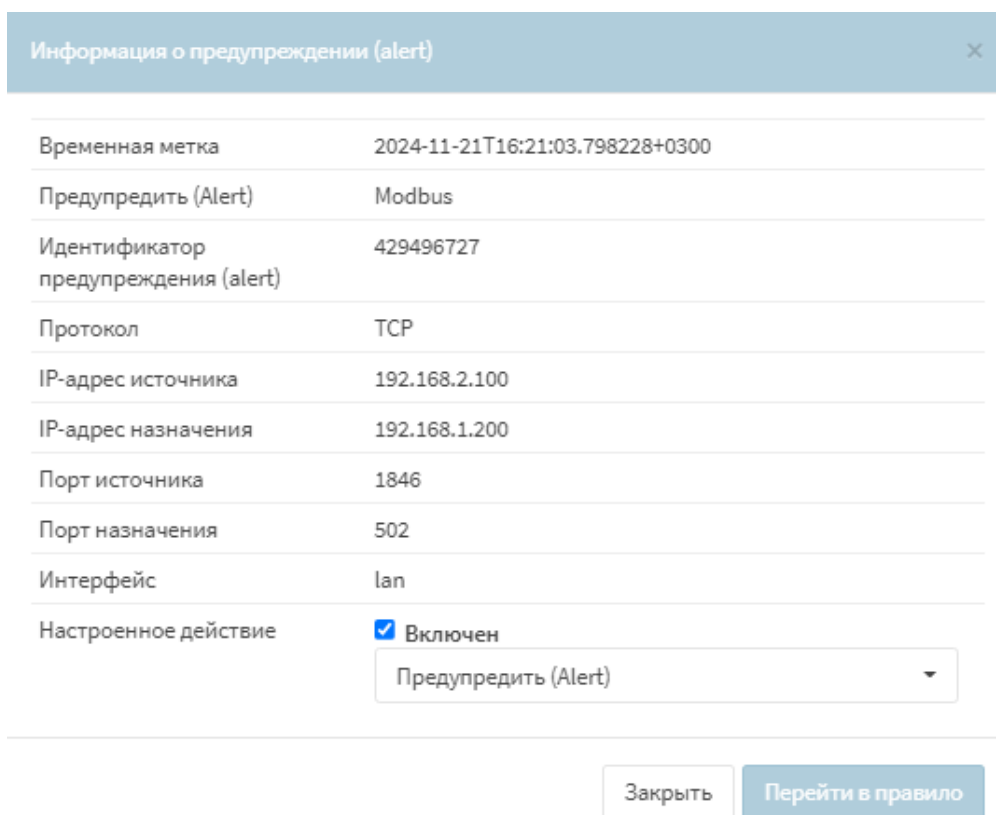 Информация о предупреждении (alert) ×
Временная метка 2024-11-21T16:21:03.798228+0300
Предупредить (Alert) Modbus
Идентификатор 429496727
предупреждения (alert)
Протокол TCP
IP-адрес источника 192.168.2.100
IP-адрес назначения 192.168.1.200
Порт источника 1846
Порт назначения 502
Интерфейс lan
Настроенное действие Включен
Предупредить (Alert)
Закрыть Перейти в правило